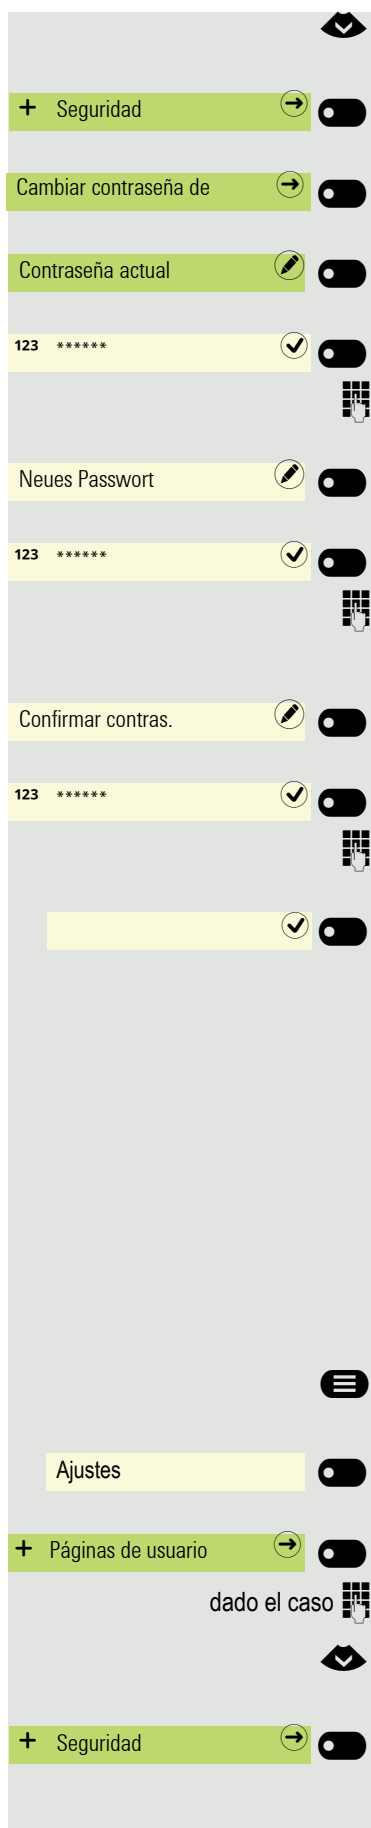 + Seguridad
Cambiar contraseña de
Contraseña actual
123 ******
Neues Passwort
123 ******
Confirmar contras.
123 ******
Ajustes
+ Páginas de usuario
dado el caso
+ Seguridad